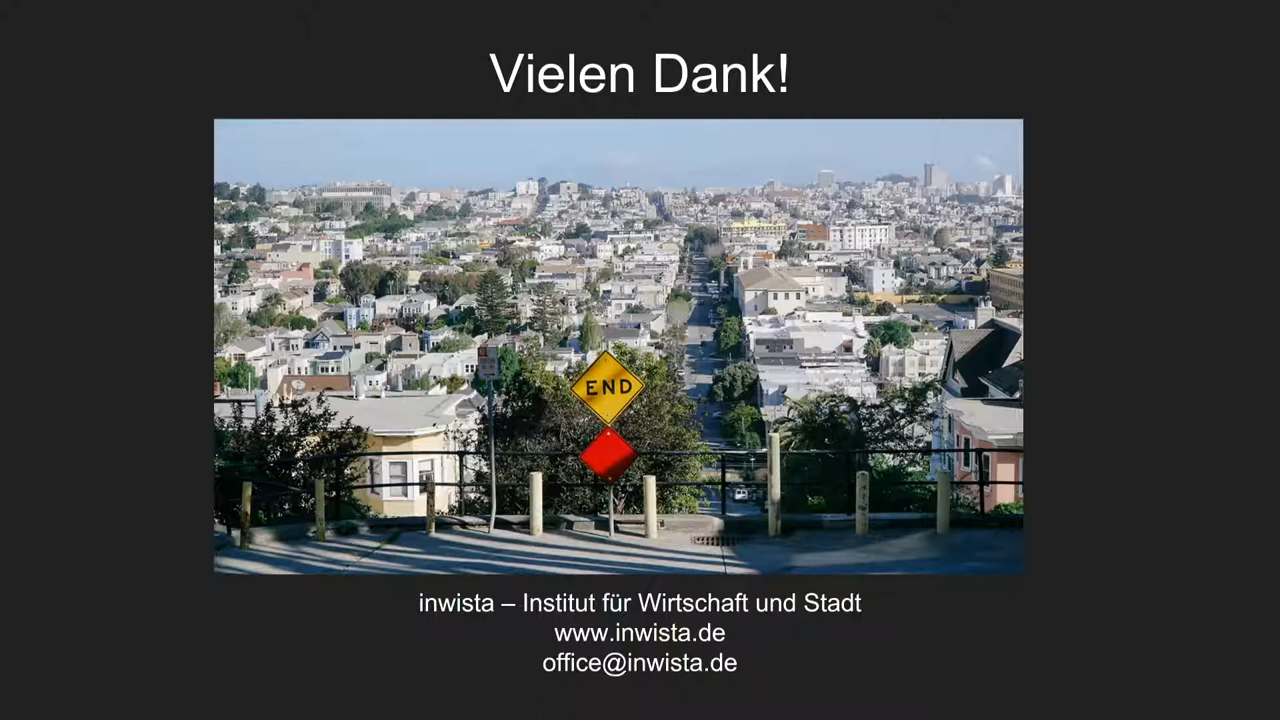 Vielen Dank!
END
inwista – Institut für Wirtschaft und Stadt
www.inwista.de
office@inwista.de